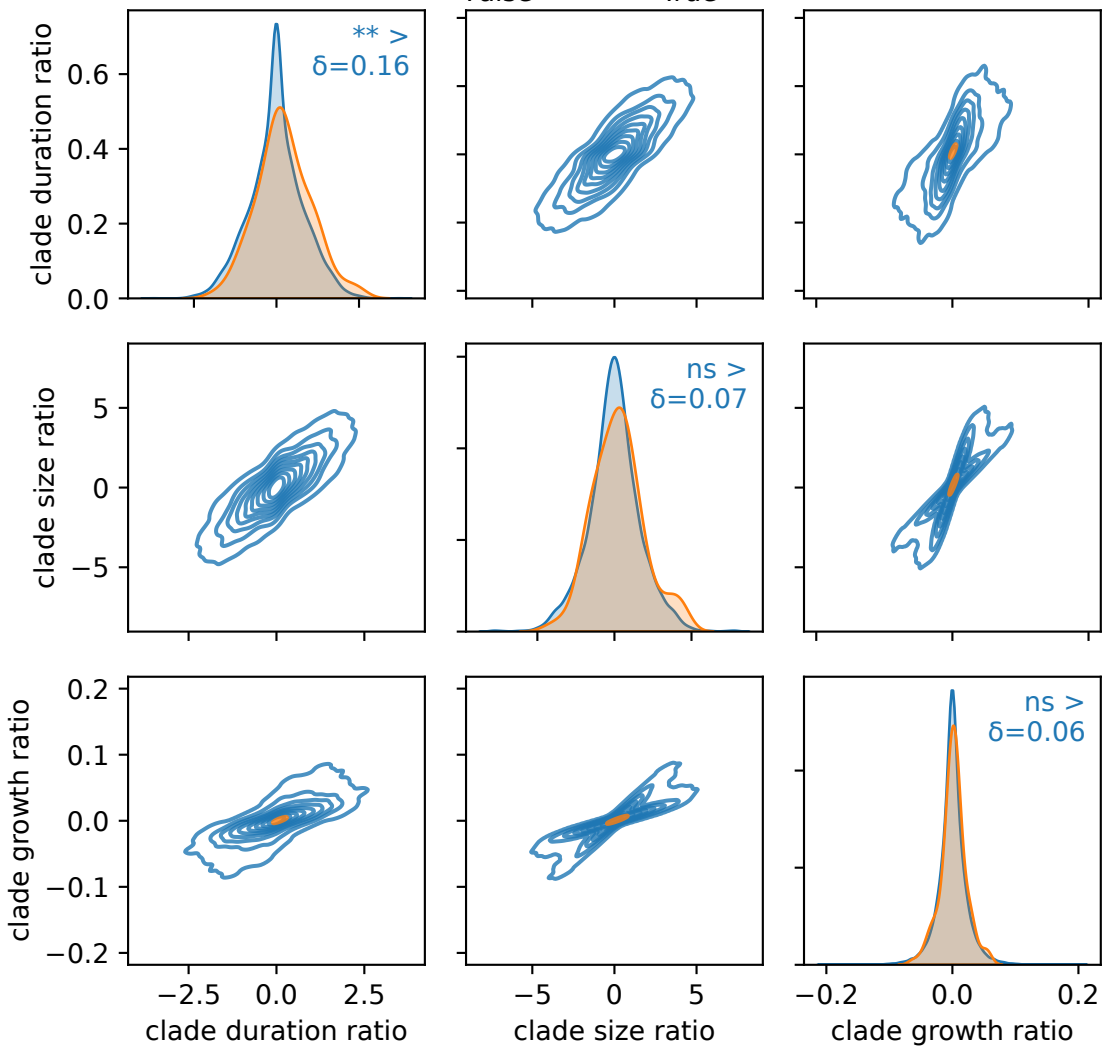 clade duration ratio
0.6
0.4
0.2
0.0
** >
δ=0.16
clade size ratio
5
0
−5
ns >
δ=0.07
clade growth ratio
0.2
0.1
0.0
−0.1
−0.2
ns >
δ=0.06
−2.5 0.0 2.5
−5 0 5
−0.2 0.0 0.2
clade duration ratio
clade size ratio
clade growth ratio